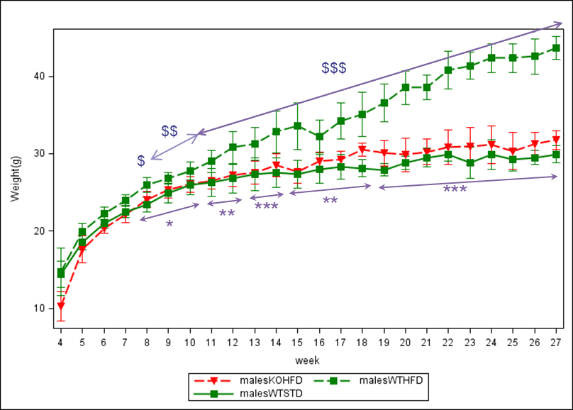 $$$
$$
$
40
30
20
10
Weight(g)
* ** *** ** ***
4 5 6 7 8 9 10 11 12 13 14 15 16 17 18 19 20 21 22 23 24 25 26 27
week
malesKOHFD malesWTHFD
malesWTSTD